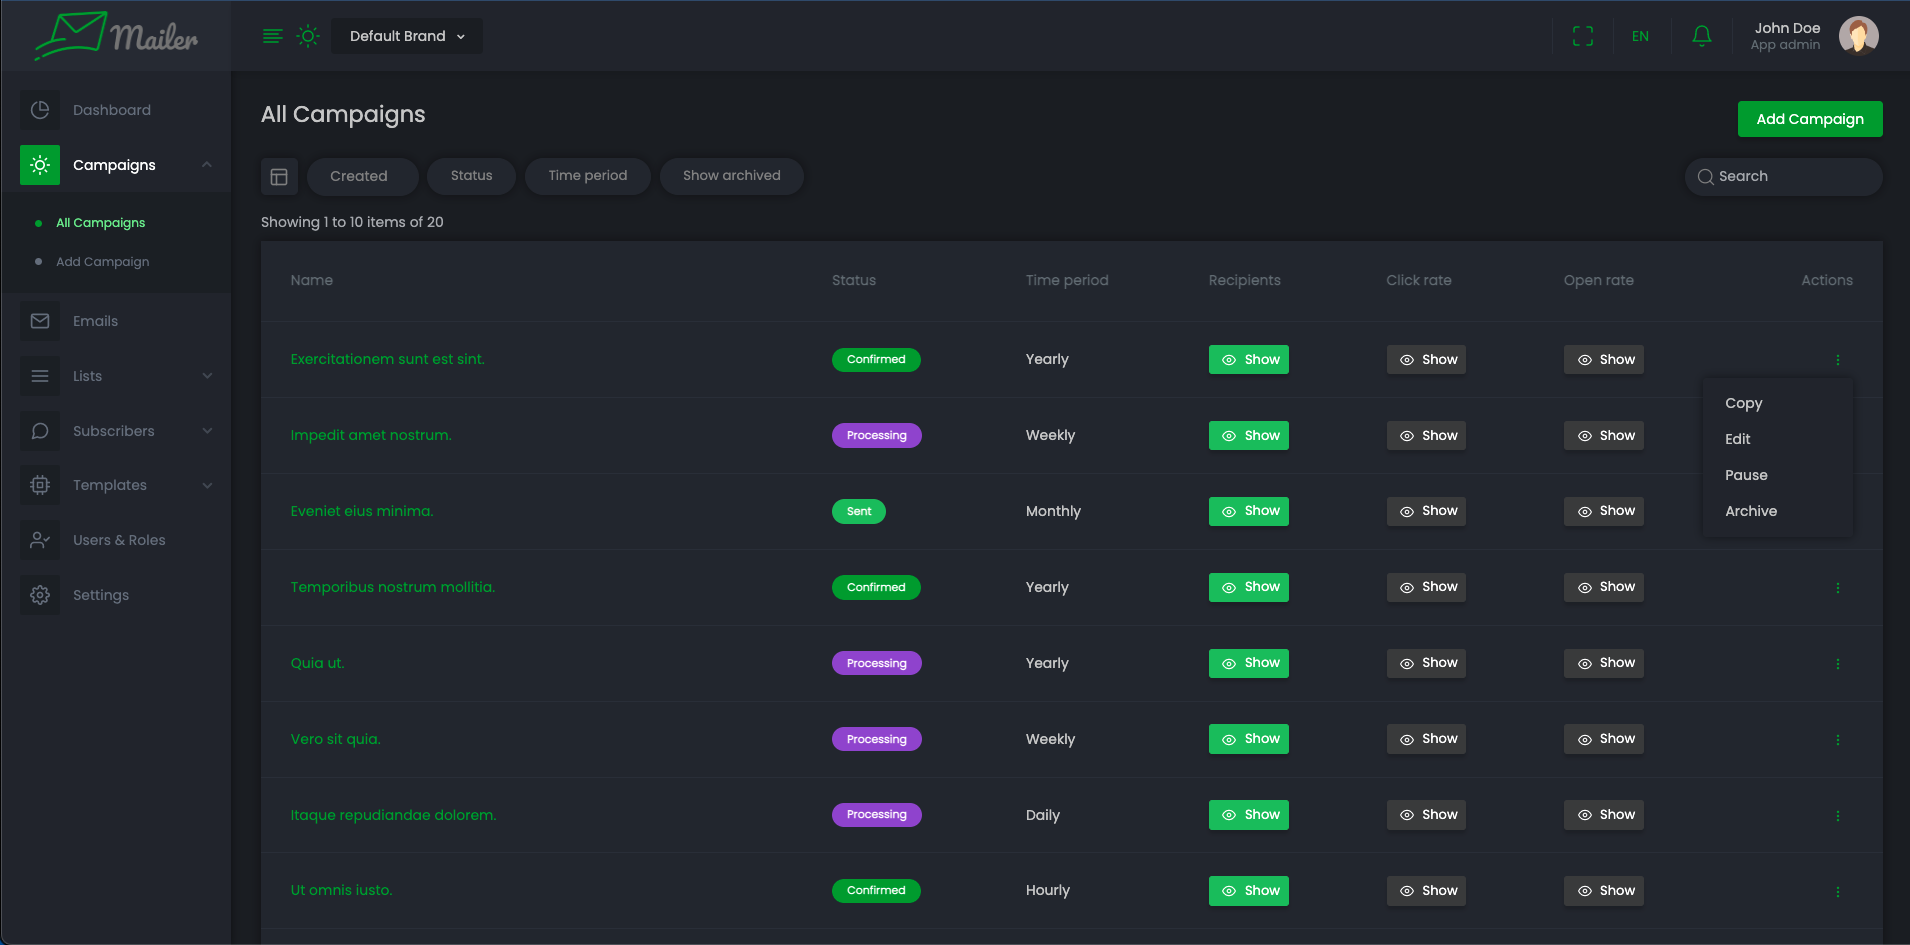 Mailer
Default Brand
EN
John Doe
App admin
Dashboard
Campaigns
All Campaigns
Add Campaign
Emails
Lists
Subscribers
Templates
Users & Roles
Settings
All Campaigns
Add Campaign
Created Status Time period Show archived Search
Showing 1 to 10 items of 20
Name Status Time period Recipients Click rate Open rate Actions
Exercitationem sunt est sint. Confirmed Yearly Show Show Show
Copy
Edit
Pause
Archive
Impedit amet nostrum. Processing Weekly Show Show Show
Eveniet eius minima. Sent Monthly Show Show Show
Temporibus nostrum mollitia. Confirmed Yearly Show Show Show
Quia ut. Processing Yearly Show Show Show
Vero sit quia. Processing Weekly Show Show Show
Itaque repudiandae dolorem. Processing Daily Show Show Show
Ut omnis iusto. Confirmed Hourly Show Show Show